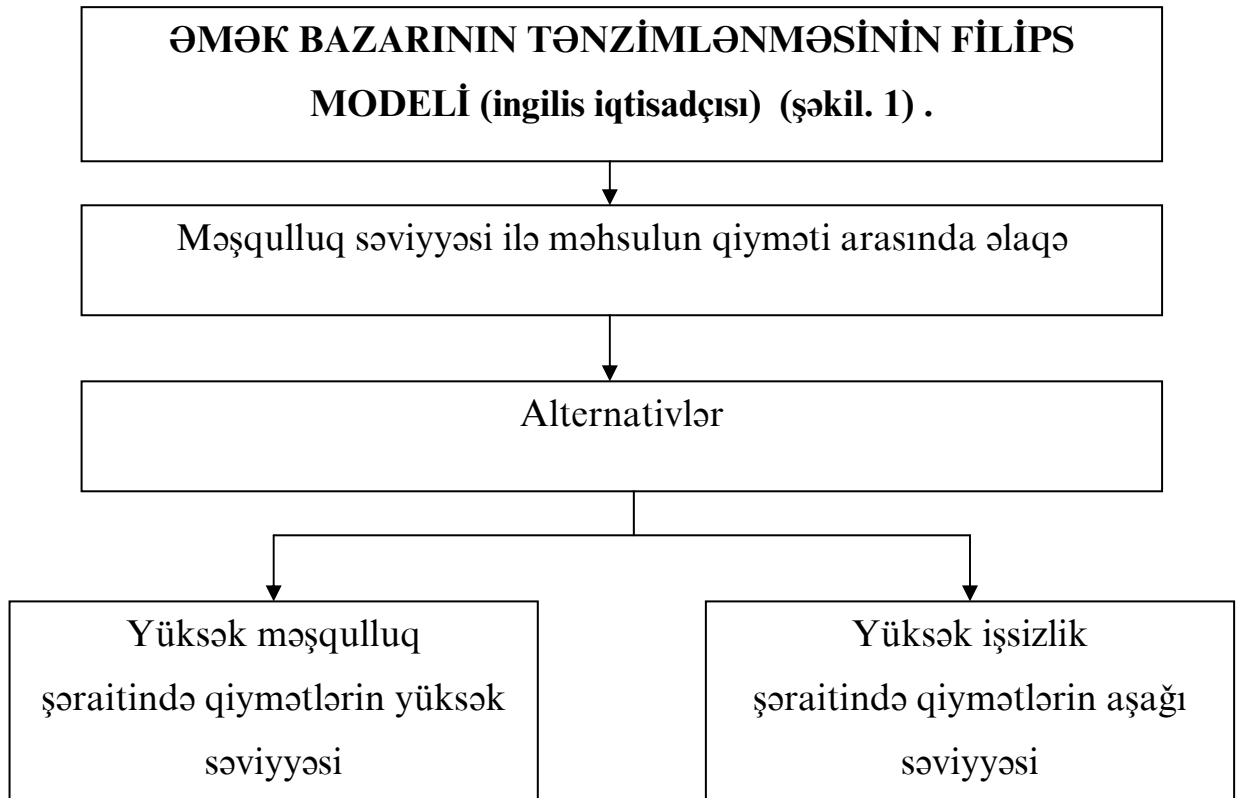 ƏMƏK BAZARININ TƏNZİMLƏNMƏSİNİN FİLİPS
MODELİ (ingilis iqtisadçısı) (şəkil. 1) .
Məşqulluq səviyyəsi ilə məhsulun qiyməti arasında əlaqə
Alternativlər
Yüksək məşqulluq
şəraitində qiymətlərin yüksək
səviyyəsi
Yüksək işsizlik
şəraitində qiymətlərin aşağı
səviyyəsi